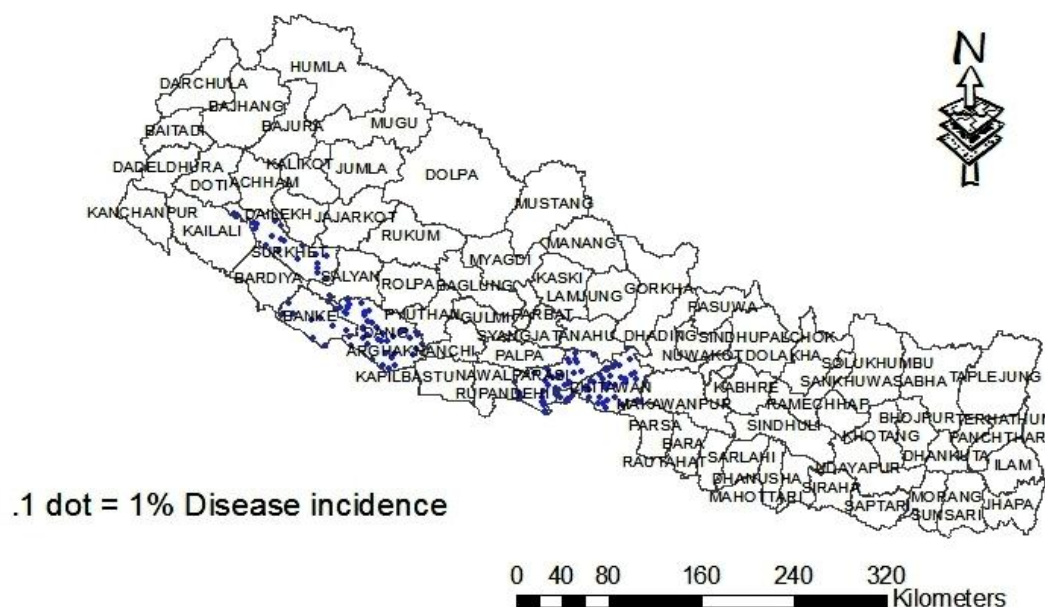 N
HUMLA
DARCHULA
BAJHANG
BAJURA
MUGU
BAITADI
DADELDHURA
KALIKOT
JUMLA
DOLPA
DOTI
ACHHAM
MUSTANG
KANCHANPUR
DAILEKH
JAJARKOT
KAILALI
RUKUM
MANANG
SURKHET
MYAGDI
BARDIYA
SALYAN
ROLPA
BAGLUNG
KASKI
LAMJUNG
GORKHA
RASUWA
BANKE
PYUTHAN
GULMI
PARBAT
DANG
SYANGJA
TANAHU
DHADING
SINDHUPALCHOK
ARGHAKHANCHI
PALPA
NUWAKOT
DOLAKHA
SOLUKHUMBU
KAPILBASTU
NAWALPARASI
CHITAWAN
SANKHUWASABHA
TAPLEJUNG
RUPANDEHI
MAKAWANPUR
KABHRE
RAMECHHAP
BHOJPUR
TERHATHUM
PARSA
SINDHULI
KHOTANG
PANCHTHAR
BARA
RAUTAHAT
SARLAHI
DHANKUTA
ILAM
DHANUSHA
UDAYAPUR
MAHOTTARI
SIRAHA
SAPTARI
MORANG
SUNSARI
JHAPA
.1 dot = 1% Disease incidence
0 40 80 160 240 320
Kilometers